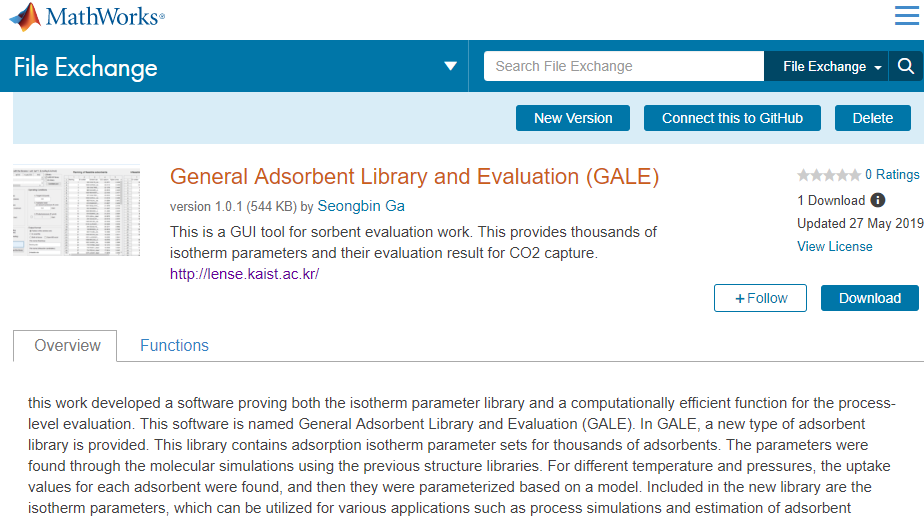 MathWorks®
File Exchange
Search File Exchange
File Exchange
New Version
Connect this to GitHub
Delete
General Adsorbent Library and Evaluation (GALE)
version 1.0.1 (544 KB) by Seongbin Ga
This is a GUI tool for sorbent evaluation work. This provides thousands of
isotherm parameters and their evaluation result for CO2 capture.
http://lense.kaist.ac.kr/
0 Ratings
1 Download
Updated 27 May 2019
View License
+Follow
Download
Overview
Functions
this work developed a software proving both the isotherm parameter library and a computationally efficient function for the process-
level evaluation. This software is named General Adsorbent Library and Evaluation (GALE). In GALE, a new type of adsorbent
library is provided. This library contains adsorption isotherm parameter sets for thousands of adsorbents. The parameters were
found through the molecular simulations using the previous structure libraries. For different temperature and pressures, the uptake
values for each adsorbent were found, and then they were parameterized based on a model. Included in the new library are the
isotherm parameters, which can be utilized for various applications such as process simulations and estimation of adsorbent